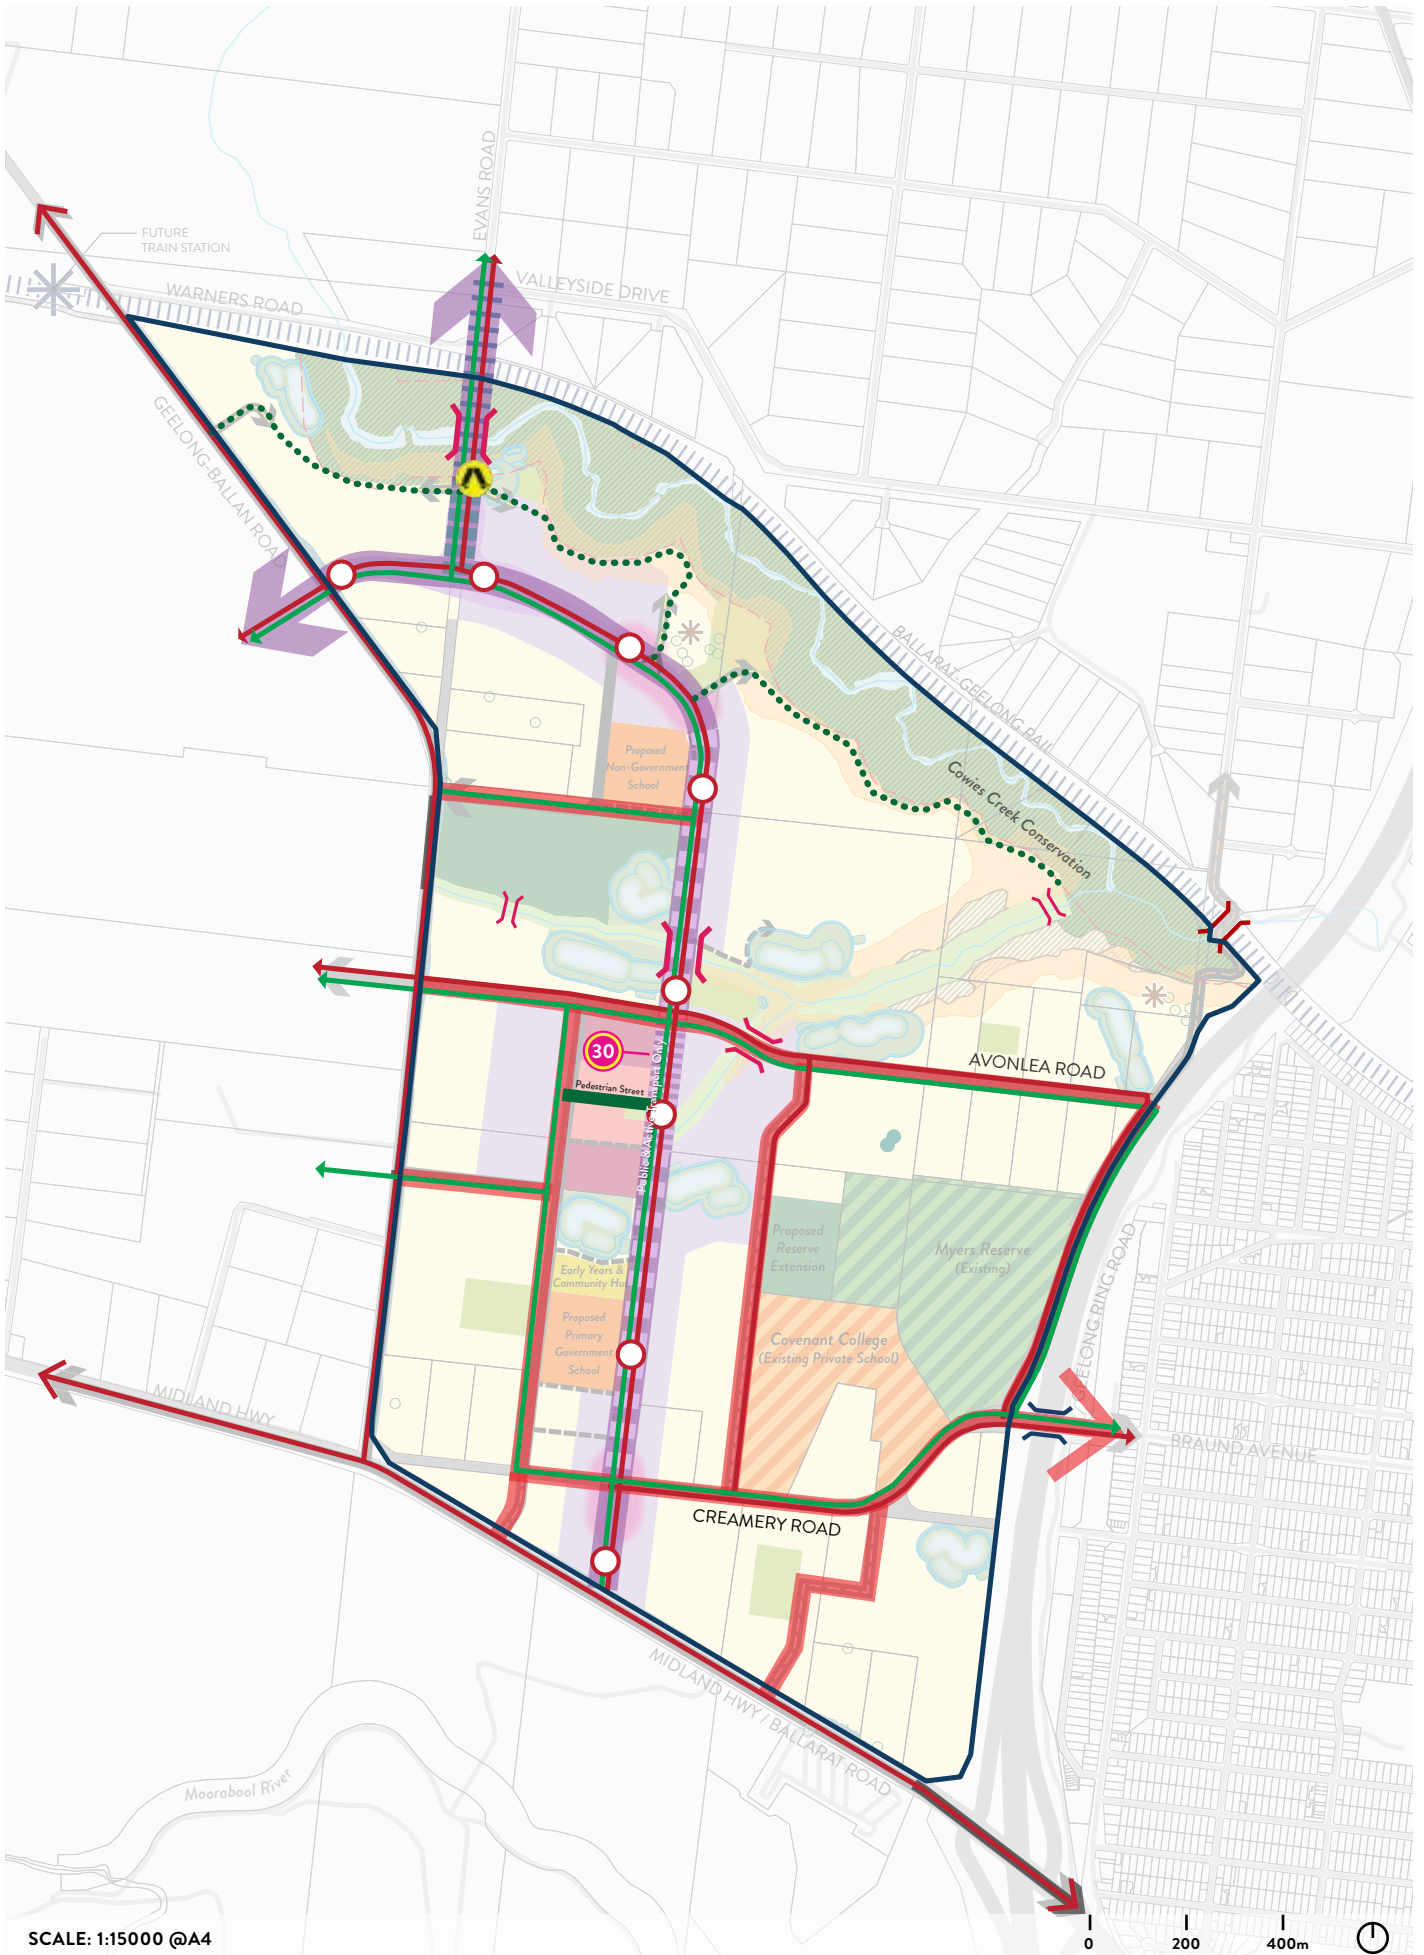 EVANS ROAD
FUTURE
TRAIN STATION
VALLEYSIDE DRIVE
WARNERS ROAD
GEELONG-BALLAN ROAD
BALLARAT-GEELONG RAIL
Proposed
Non-Government
School
Cowies Creek Conservation
30
Pedestrian Street
Public & Active Transport Only
AVONLEA ROAD
Proposed
Reserve
Extension
Myers Reserve
(Existing)
Early Years &
Community Hub
Proposed
Primary
Government
School
Covenant College
(Existing Private School)
GEELONG RING ROAD
MIDLAND HWY
BRAUND AVENUE
CREAMERY ROAD
MIDLAND HWY / BALLARAT ROAD
Moorabool River
SCALE: 1:15000 @A4
0 200 400m